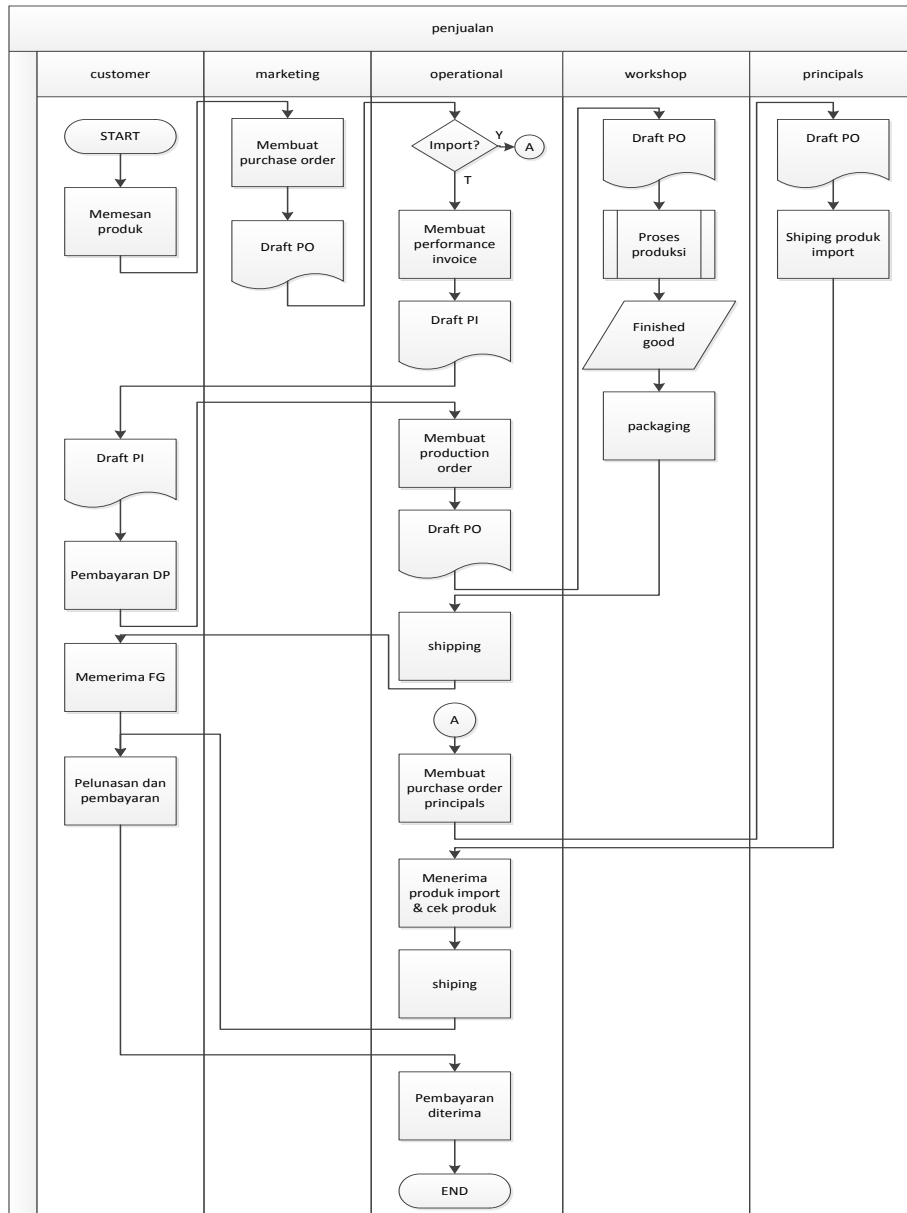 penjualan
customer
marketing
operational
workshop
principals
START
Memesan
produk
Membuat
purchase order
Draft PO
Import?
Y
A
T
Membuat
performance
invoice
Draft PI
Draft PI
Pembayaran DP
Membuat
production
order
Draft PO
Draft PO
Proses
produksi
Finished
good
packaging
Draft PO
Shiping produk
import
shipping
Memerima FG
Pelunasan dan
pembayaran
A
Membuat
purchase order
principals
Menerima
produk import
& cek produk
shiping
Pembayaran
diterima
END